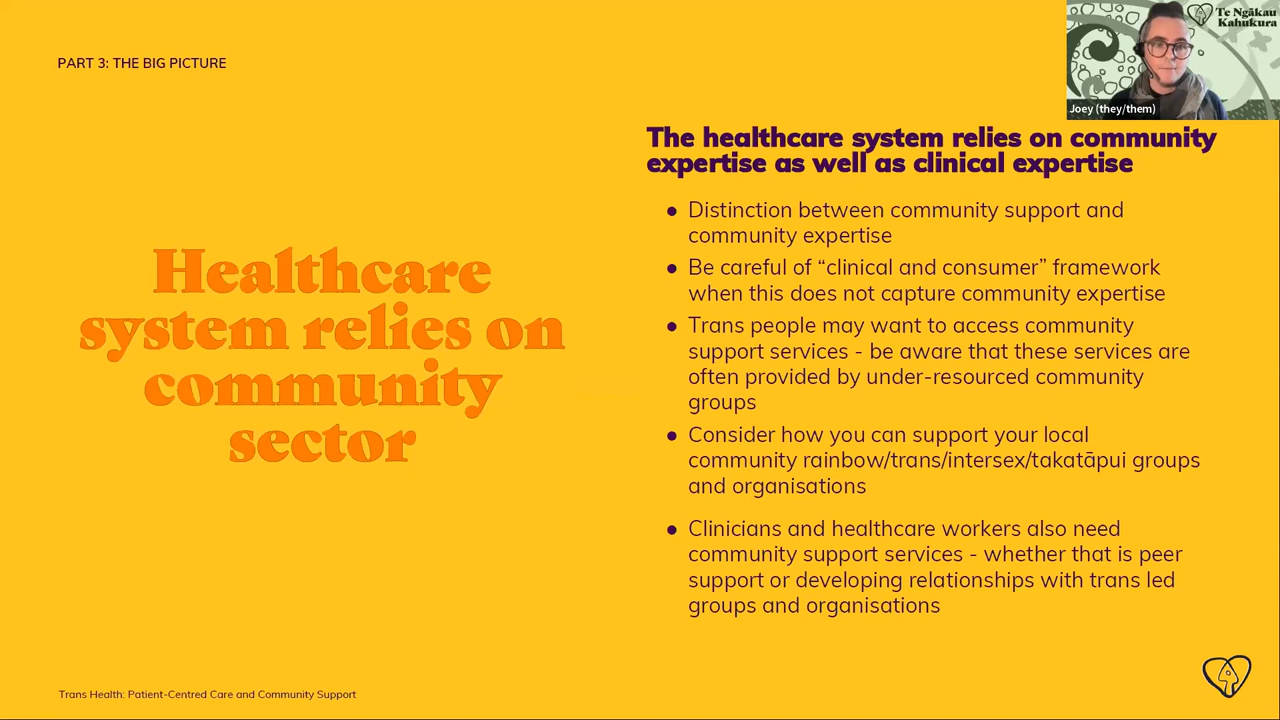 PART 3: THE BIG PICTURE
Te Ngākau
Kahukura
Joey (they/them)
Healthcare
system relies on
community
sector
The healthcare system relies on community
expertise as well as clinical expertise
• Distinction between community support and
community expertise
• Be careful of “clinical and consumer” framework
when this does not capture community expertise
• Trans people may want to access community
support services - be aware that these services are
often provided by under-resourced community
groups
• Consider how you can support your local
community rainbow/trans/intersex/takatāpui groups
and organisations
• Clinicians and healthcare workers also need
community support services - whether that is peer
support or developing relationships with trans led
groups and organisations
Trans Health: Patient-Centred Care and Community Support